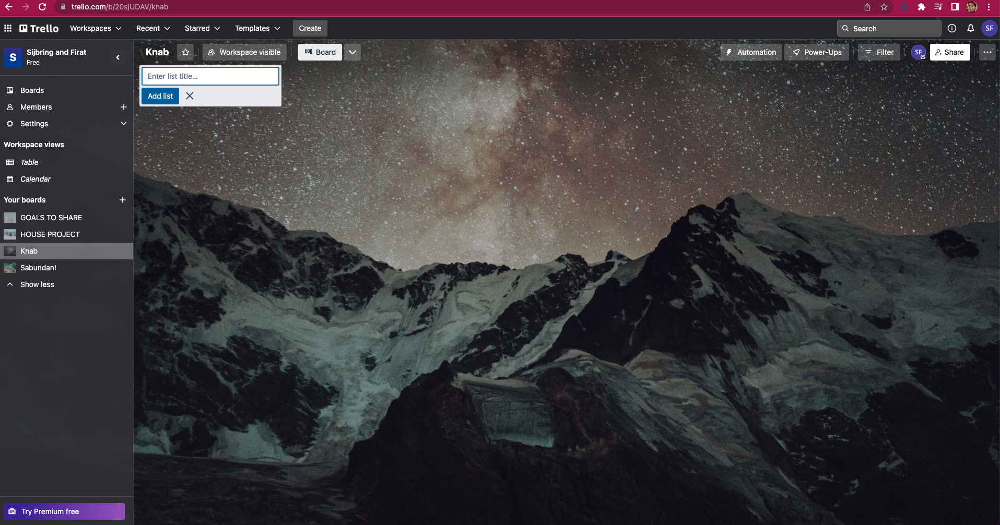 trello.com/b/20sjUDAV/knab
Trello Workspaces Recent Starred Templates Create Search SF
S Sijbring and Firat
Free
Knab Workspace visible Board Automation Power-Ups Filter SF Share
Enter list title...
Add list
Boards
Members
Settings
Workspace views
Table
Calendar
Your boards
GOALS TO SHARE
HOUSE PROJECT
Knab
Sabundan!
Show less
Try Premium free